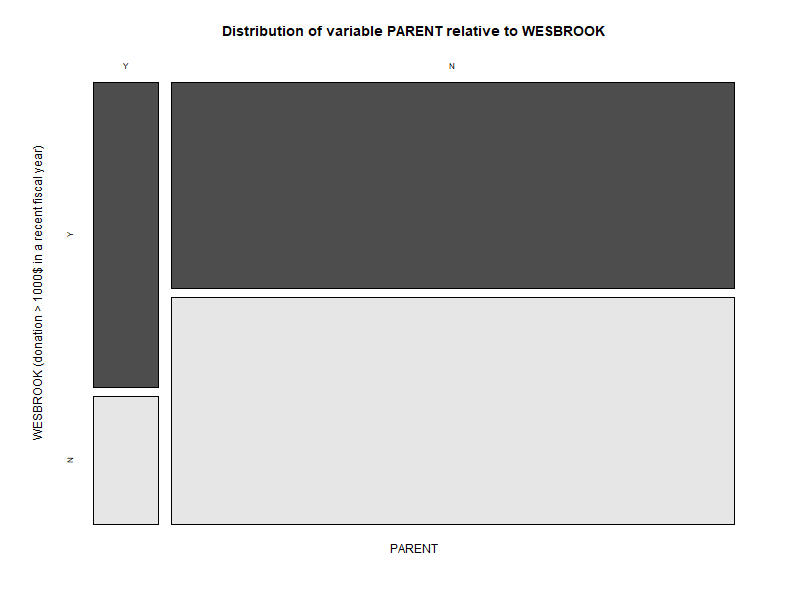 Distribution of variable PARENT relative to WESBROOK
Y
N
WESBROOK (donation > 1000$ in a recent fiscal year)
Y
N
PARENT